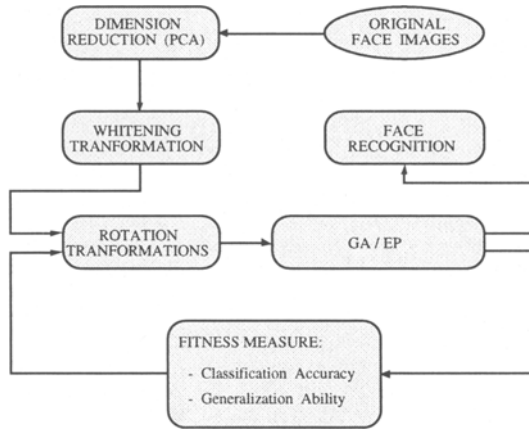 DIMENSION
REDUCTION (PCA)
ORIGINAL
FACE IMAGES
WHITENING
TRANFORMATION
FACE
RECOGNITION
ROTATION
TRANFORMATIONS
GA / EP
FITNESS MEASURE:
- Classification Accuracy
- Generalization Ability